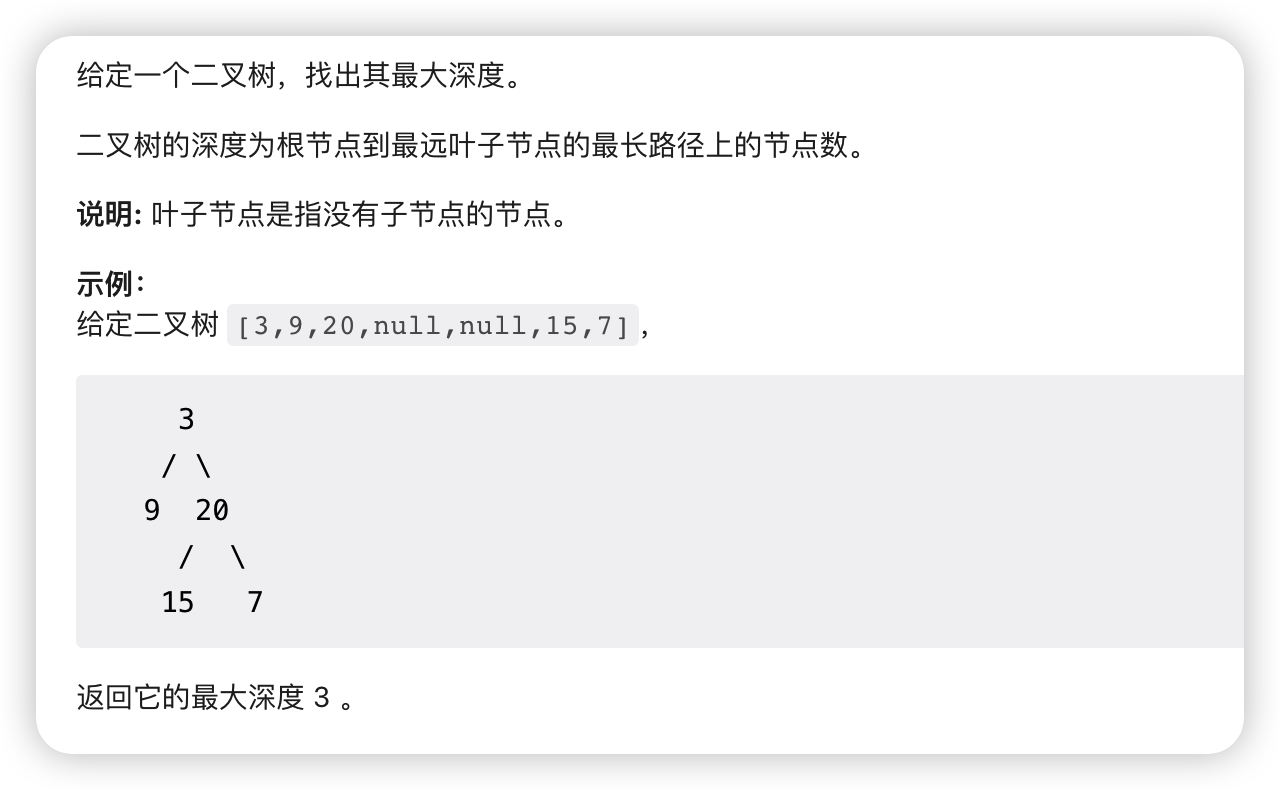 给定一个二叉树，找出其最大深度。
二叉树的深度为根节点到最远叶子节点的最长路径上的节点数。
说明: 叶子节点是指没有子节点的节点。
示例：
给定二叉树 [3,9,20,null,null,15,7]，
3
/ \
9  20
/  \
15   7
返回它的最大深度 3 。